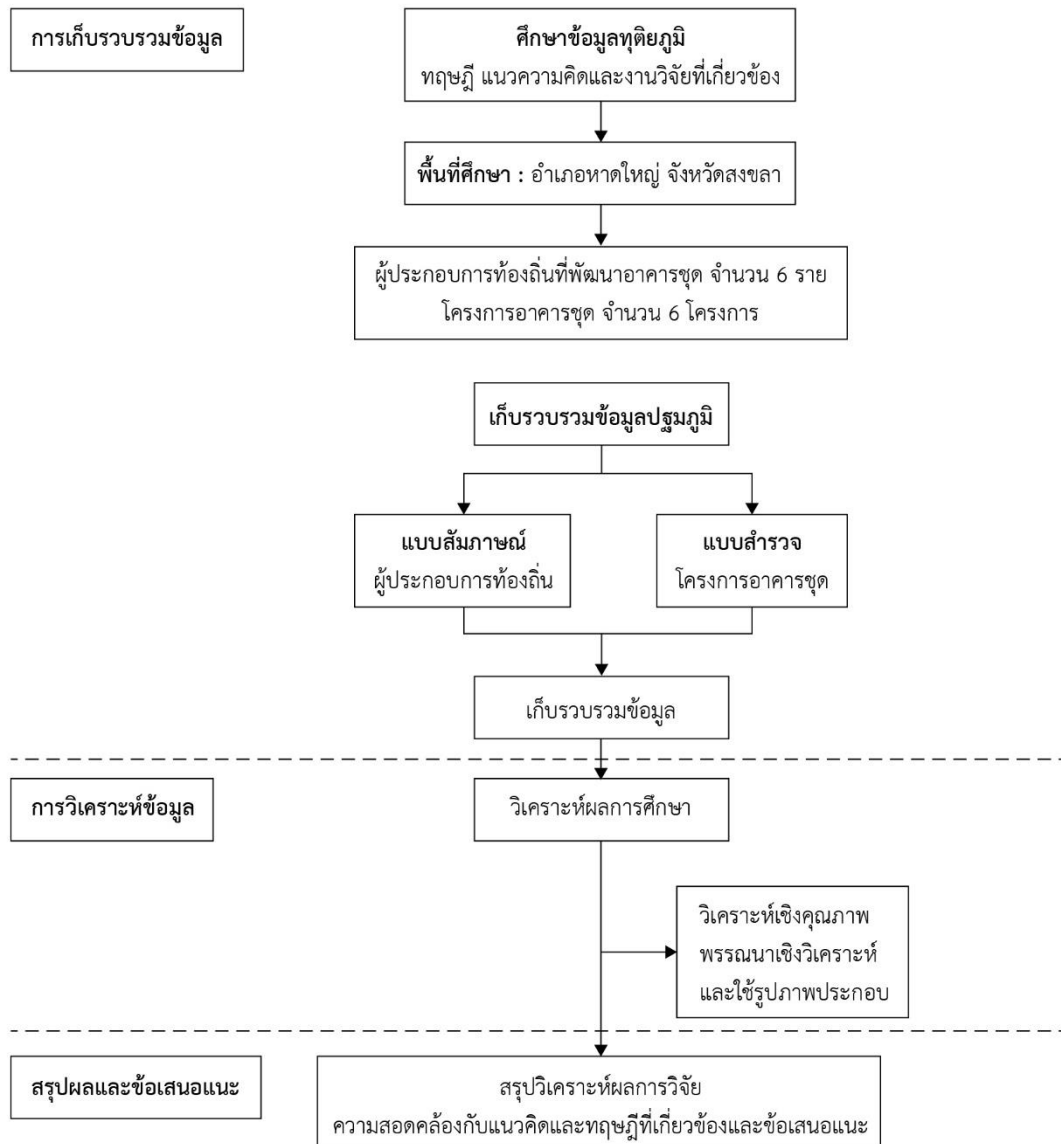 การเก็บรวบรวมข้อมูล
ศึกษาข้อมูลทุติยภูมิ
ทฤษฎี แนวความคิดและงานวิจัยที่เกี่ยวข้อง
พื้นที่ศึกษา : อำเภอหาดใหญ่ จังหวัดสงขลา
ผู้ประกอบการท้องถิ่นที่พัฒนาอาคารชุด จำนวน 6 ราย
โครงการอาคารชุด จำนวน 6 โครงการ
เก็บรวบรวมข้อมูลปฐมภูมิ
แบบสัมภาษณ์
ผู้ประกอบการท้องถิ่น
แบบสำรวจ
โครงการอาคารชุด
เก็บรวบรวมข้อมูล
การวิเคราะห์ข้อมูล
วิเคราะห์ผลการศึกษา
วิเคราะห์เชิงคุณภาพ
พรรณนาเชิงวิเคราะห์
และใช้รูปภาพประกอบ
สรุปผลและข้อเสนอแนะ
สรุปวิเคราะห์ผลการวิจัย
ความสอดคล้องกับแนวคิดและทฤษฎีที่เกี่ยวข้องและข้อเสนอแนะ